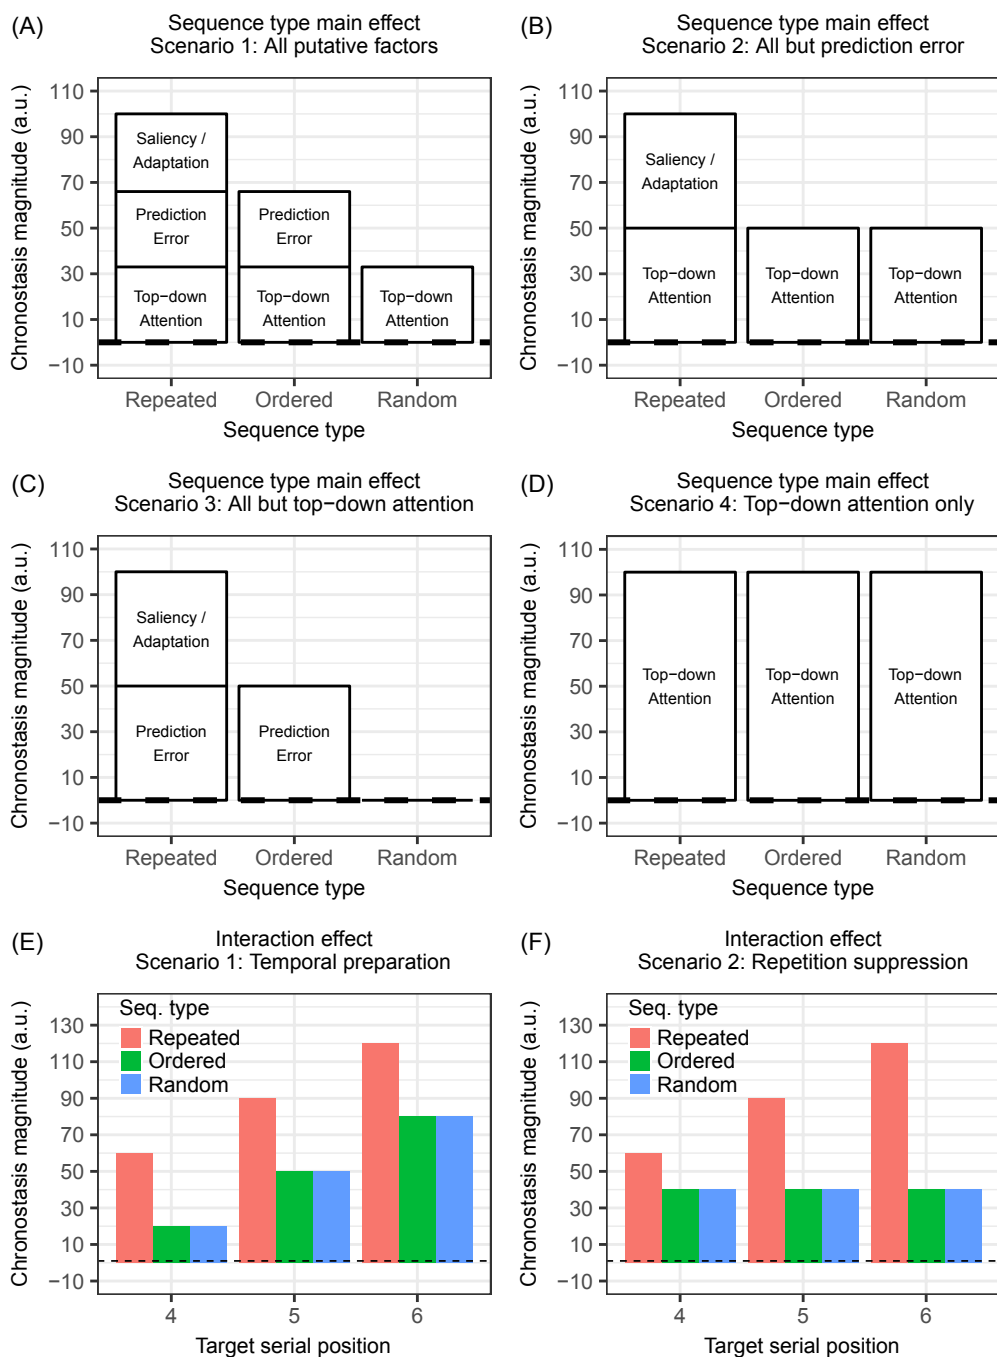 (A)
Sequence type main effect
Scenario 1: All putative factors
Chronostasis magnitude (a.u.)
110
90
70
50
30
10
−10
Saliency /
Adaptation
Prediction
Error
Prediction
Error
Top−down
Attention
Top−down
Attention
Top−down
Attention
Repeated
Ordered
Random
Sequence type
(B)
Sequence type main effect
Scenario 2: All but prediction error
Chronostasis magnitude (a.u.)
110
90
70
50
30
10
−10
Saliency /
Adaptation
Top−down
Attention
Top−down
Attention
Top−down
Attention
Repeated
Ordered
Random
Sequence type
(C)
Sequence type main effect
Scenario 3: All but top−down attention
Chronostasis magnitude (a.u.)
110
90
70
50
30
10
−10
Saliency /
Adaptation
Prediction
Error
Prediction
Error
Repeated
Ordered
Random
Sequence type
(D)
Sequence type main effect
Scenario 4: Top−down attention only
Chronostasis magnitude (a.u.)
110
90
70
50
30
10
−10
Top−down
Attention
Top−down
Attention
Top−down
Attention
Repeated
Ordered
Random
Sequence type
(E)
Interaction effect
Scenario 1: Temporal preparation
Chronostasis magnitude (a.u.)
130
110
90
70
50
30
10
−10
Seq. type
Repeated
Ordered
Random
4
5
6
Target serial position
(F)
Interaction effect
Scenario 2: Repetition suppression
Chronostasis magnitude (a.u.)
130
110
90
70
50
30
10
−10
Seq. type
Repeated
Ordered
Random
4
5
6
Target serial position